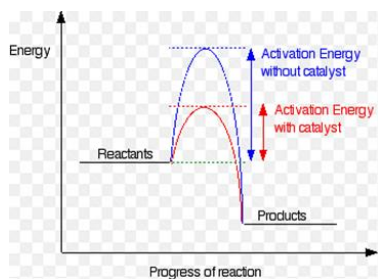 Energy
Activation Energy
without catalyst
Activation Energy
with catalyst
Reactants
Products
Progress of reaction